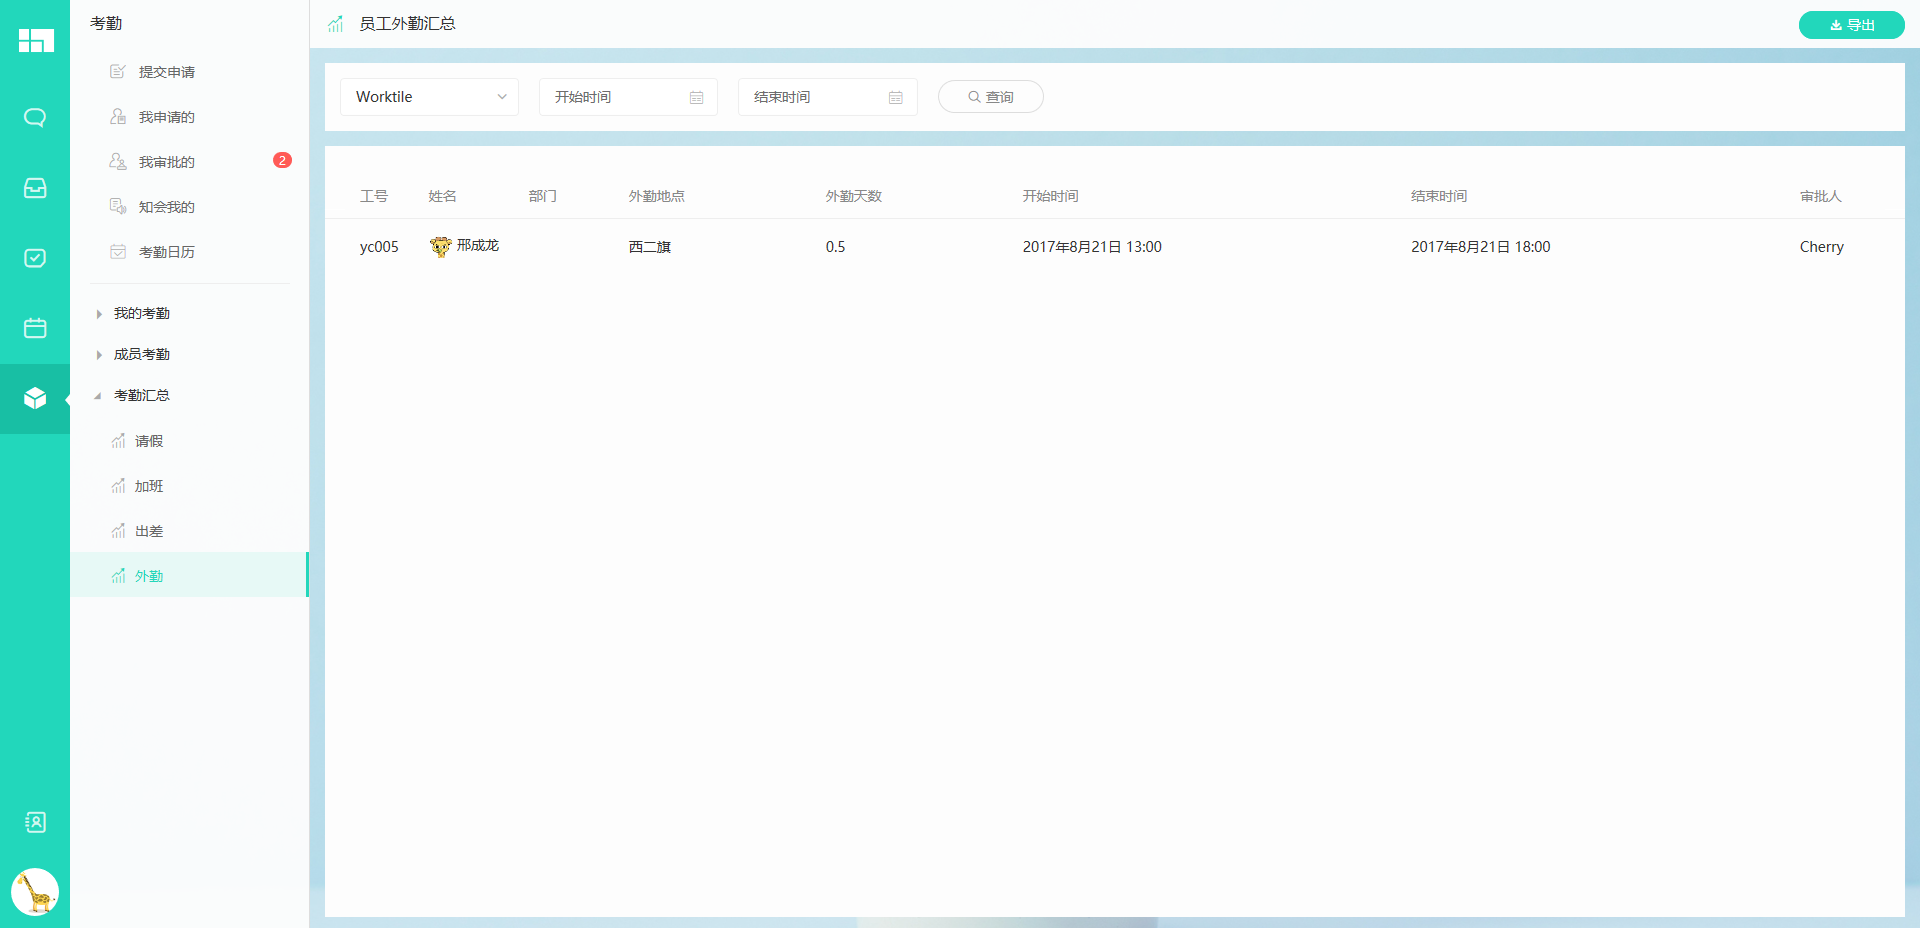 考勤
提交申请
我申请的
我审批的 2
知会我的
考勤日历
我的考勤
成员考勤
考勤汇总
请假
加班
出差
外勤
员工外勤汇总 导出
Worktile 开始时间 结束时间 查询
工号 姓名 部门 外勤地点 外勤天数 开始时间 结束时间 审批人
yc005 邢成龙 西二旗 0.5 2017年8月21日 13:00 2017年8月21日 18:00 Cherry